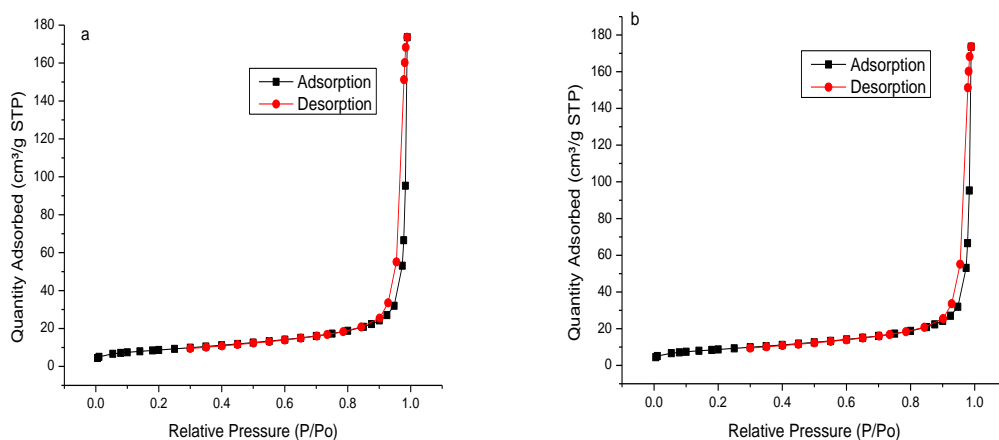 a
Quantity Adsorbed (cm³/g STP)
180
160
140
120
100
80
60
40
20
0
Adsorption
Desorption
0.0 0.2 0.4 0.6 0.8 1.0
Relative Pressure (P/Po)
b
Quantity Adsorbed (cm³/g STP)
180
160
140
120
100
80
60
40
20
0
Adsorption
Desorption
0.0 0.2 0.4 0.6 0.8 1.0
Relative Pressure (P/Po)